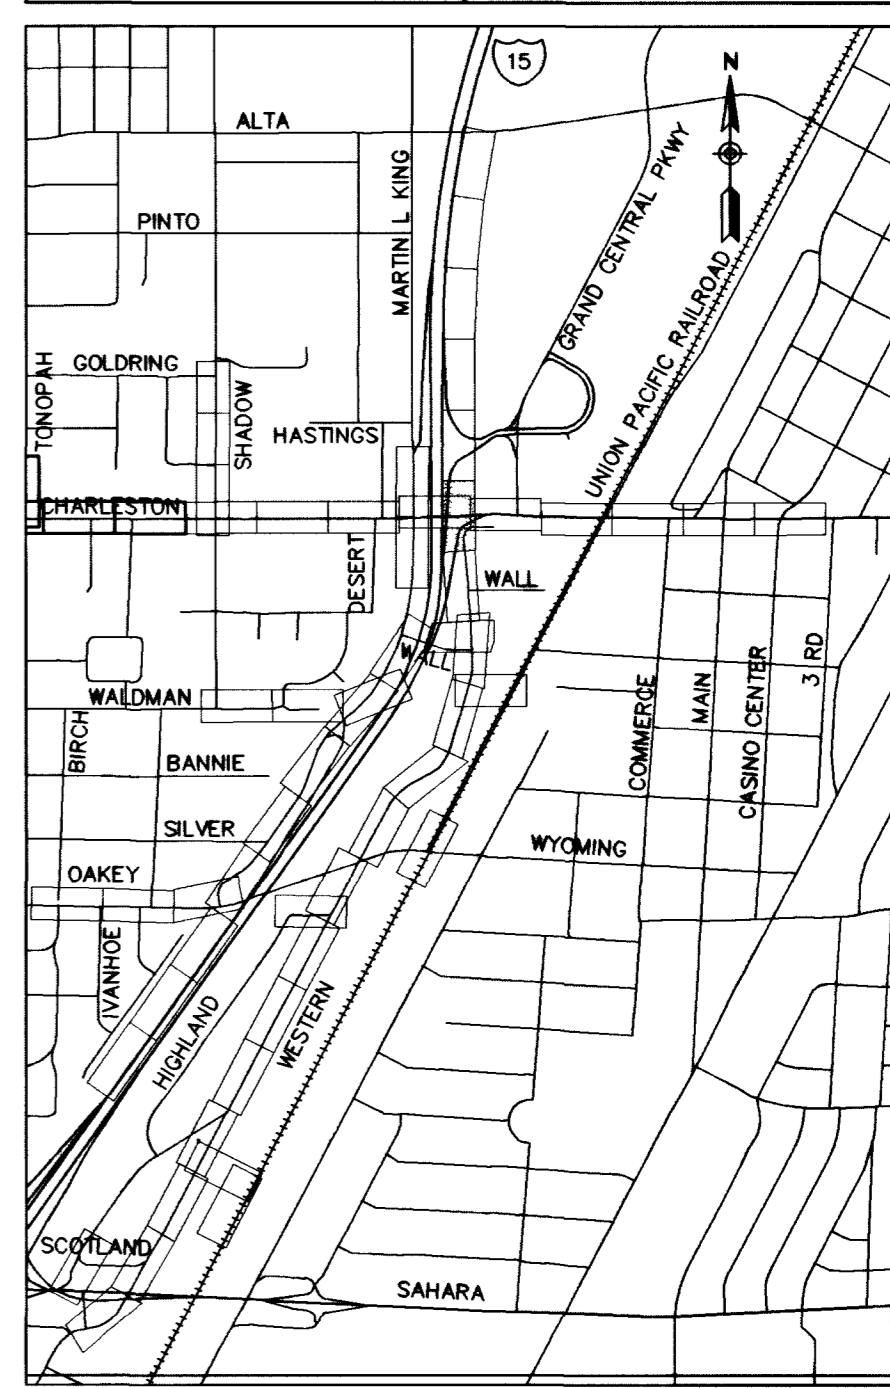 15
N
ALTA
MARTIN L KING
GRAND CENTRAL PKWY
PINTO
UNION PACIFIC RAILROAD
TONOPAH
GOLDRING
SHADOW
HASTINGS
CHARLESTON
DESERT
WALL
WALL
3 RD
WALDMAN
COMMERCE
MAIN
CASINO CENTER
BIRCH
BANNIE
SILVER
WYOMING
OAKEY
IVANHOE
HIGHLAND
WESTERN
SCOTLAND
SAHARA